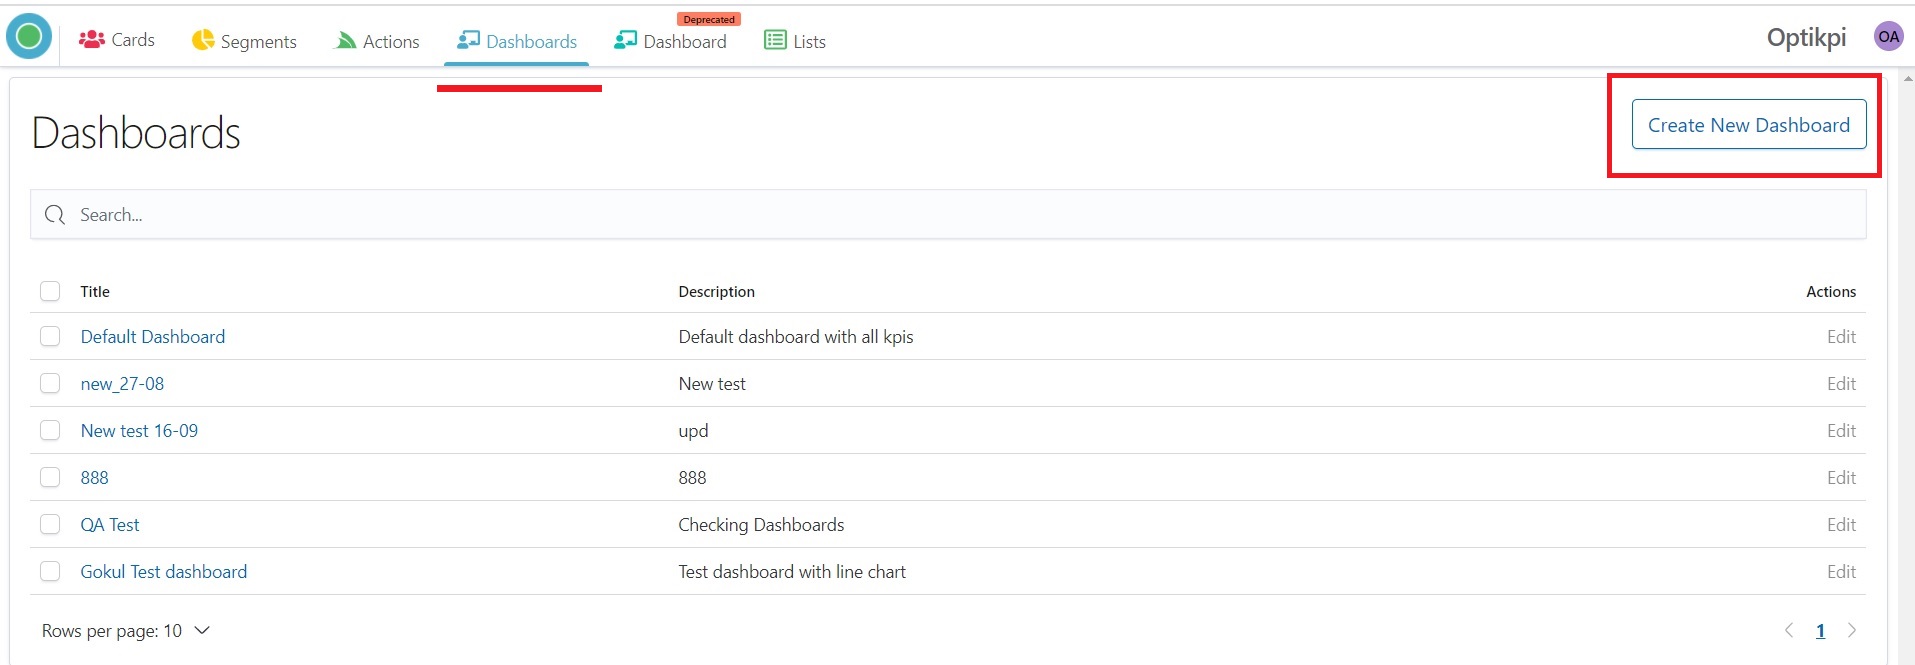 Cards Segments Actions Dashboards Deprecated Dashboard Lists Optikpi OA
Dashboards Create New Dashboard
Search...
Title Description Actions
Default Dashboard Default dashboard with all kpis Edit
new_27-08 New test Edit
New test 16-09 upd Edit
888 888 Edit
QA Test Checking Dashboards Edit
Gokul Test dashboard Test dashboard with line chart Edit
Rows per page: 10 1